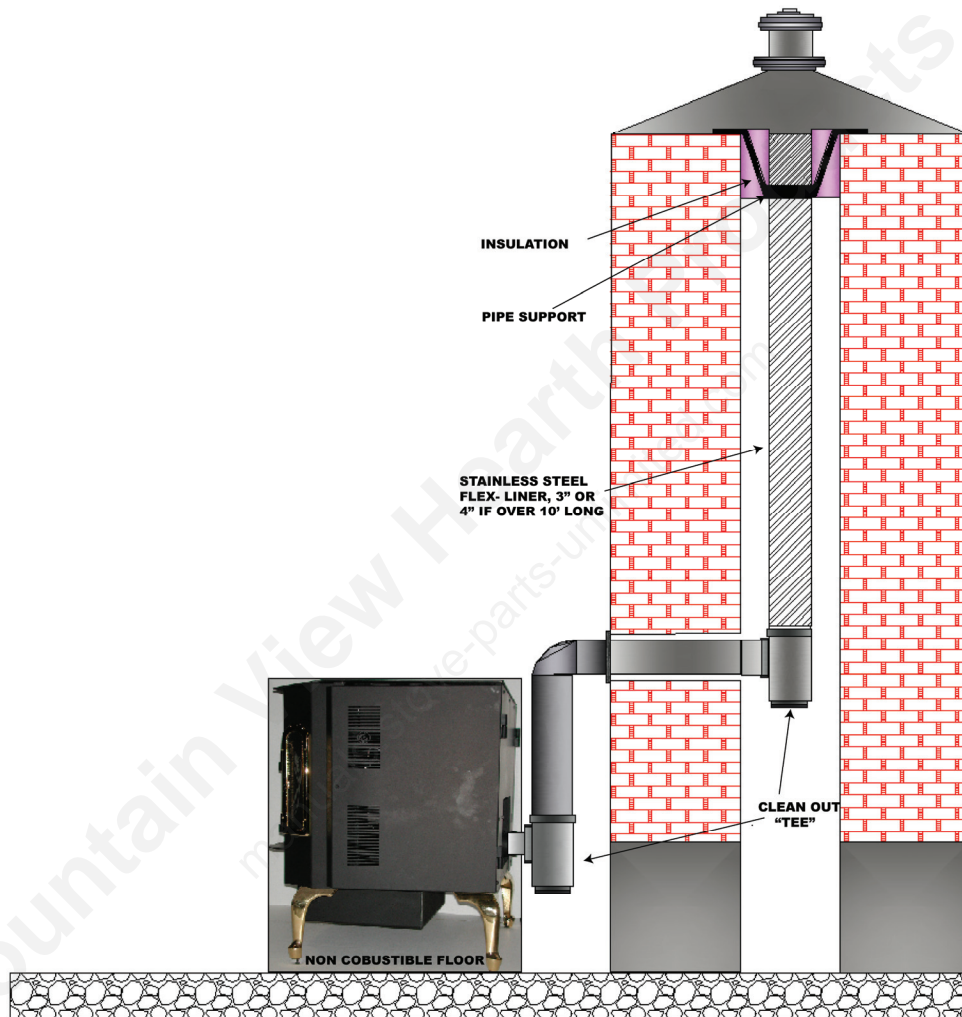 INSULATION
PIPE SUPPORT
STAINLESS STEEL
FLEX- LINER, 3” OR
4” IF OVER 10' LONG
CLEAN OUT
“TEE”
NON COBUSTIBLE FLOOR